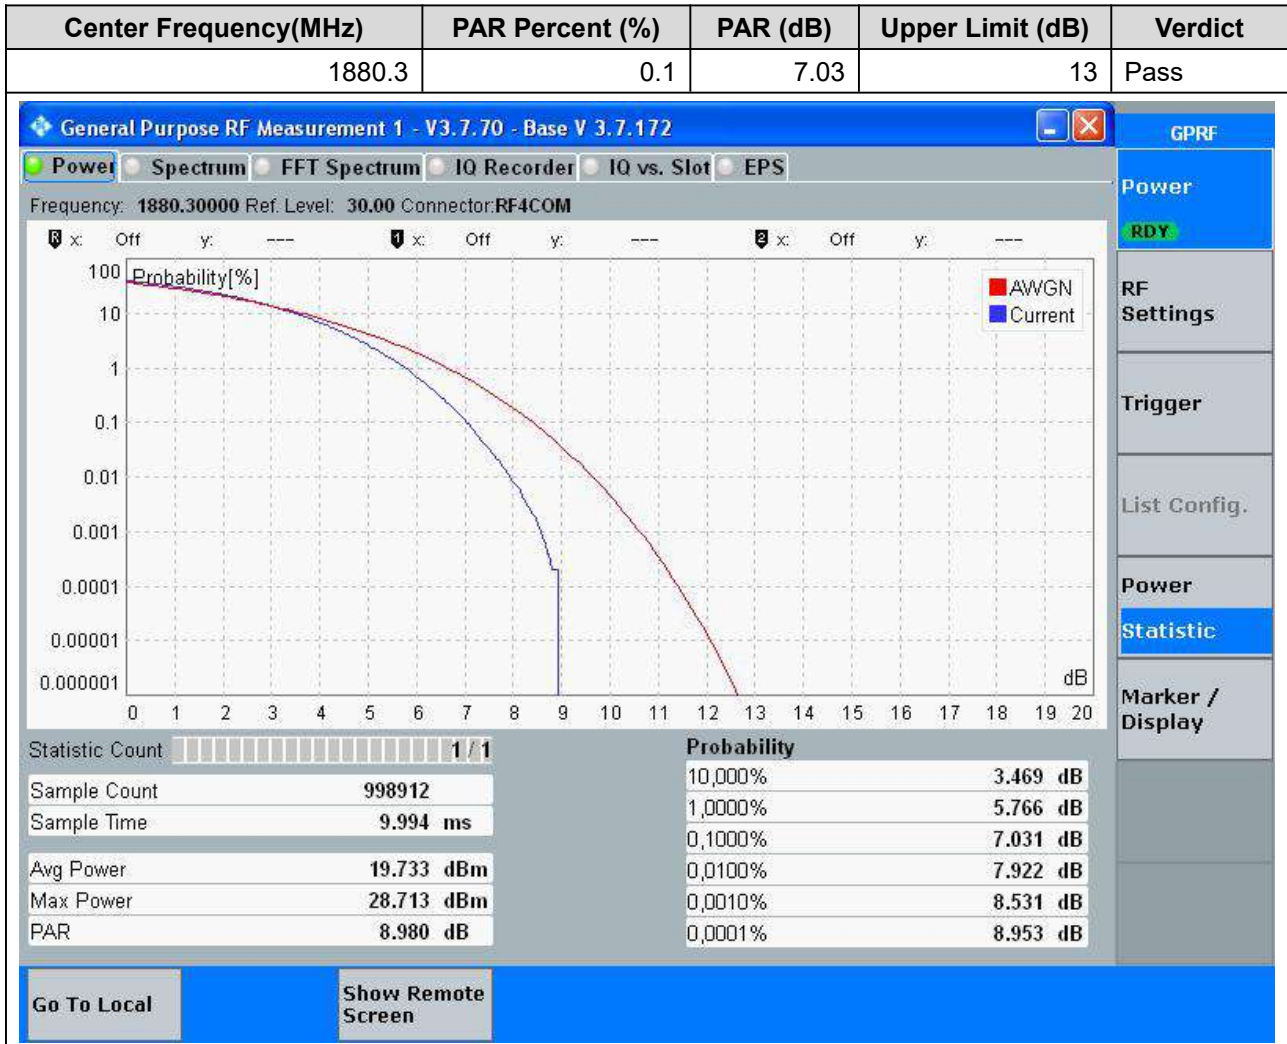 Center Frequency(MHz) PAR Percent (%) PAR (dB) Upper Limit (dB) Verdict
1880.3 0.1 7.03 13 Pass
General Purpose RF Measurement 1 - V3.7.70 - Base V 3.7.172
GPRF
Power Spectrum FFT Spectrum IQ Recorder IQ vs. Slot EPS
Power
RDY
Frequency: 1880.30000 Ref. Level: 30.00 Connector:RF4COM
R x: Off y: --- 1 x: Off y: --- 2 x: Off y: ---
Probability[%]
AWGN
Current
100
10
1
0.1
0.01
0.001
0.0001
0.00001
0.000001
dB
0 1 2 3 4 5 6 7 8 9 10 11 12 13 14 15 16 17 18 19 20
RF
Settings
Trigger
List Config.
Power
Statistic
Marker /
Display
Statistic Count 1 / 1
Sample Count 998912
Sample Time 9.994 ms
Avg Power 19.733 dBm
Max Power 28.713 dBm
PAR 8.980 dB
Probability
10,000% 3.469 dB
1,0000% 5.766 dB
0,1000% 7.031 dB
0,0100% 7.922 dB
0,0010% 8.531 dB
0,0001% 8.953 dB
Go To Local
Show Remote
Screen